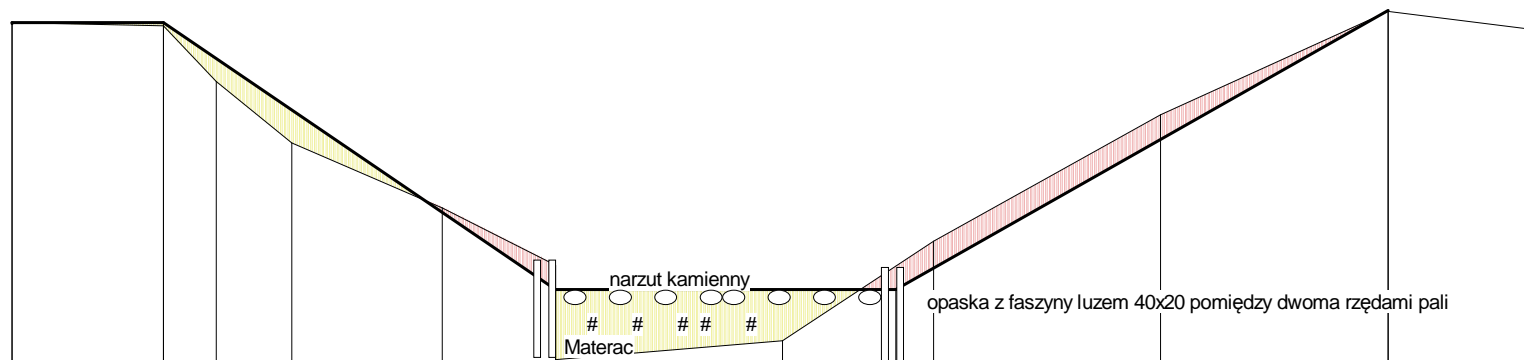 narzut kamienny
opaska z faszyny luzem 40x20 pomiędzy dwoma rzędami pali
# # # # #
Materac